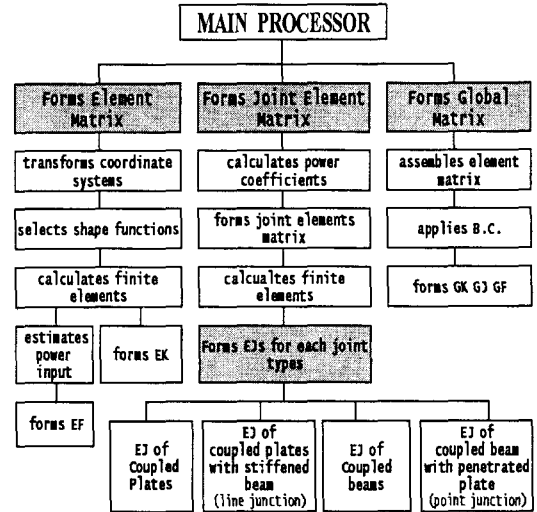 MAIN PROCESSOR
Forms Element
Matrix
transforms coordinate
systems
selects shape functions
calculates finite
elements
estimates
power
input
forms EK
forms EF
Forms Joint Element
Matrix
calculates power
coefficients
forms joint elements
matrix
calcualtes finite
elements
Forms EJs for each joint
types
EJ of
Coupled
Plates
EJ of
coupled plates
with stiffened
beam
(line junction)
EJ of
Coupled
beams
EJ of
coupled beam
with penetrated
plate
(point junction)
Forms Global
Matrix
assembles element
matrix
applies B.C.
forms GK GJ GF